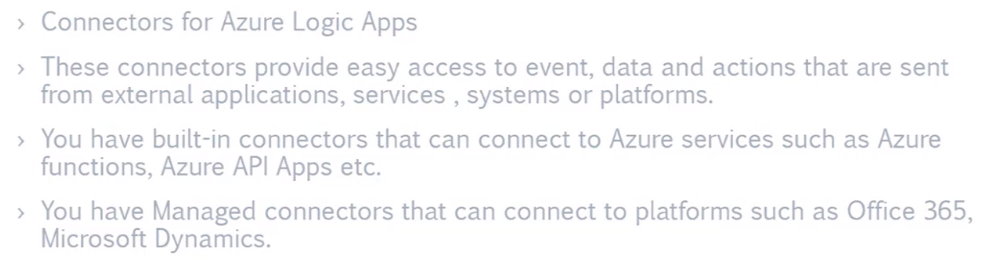 › Connectors for Azure Logic Apps
› These connectors provide easy access to event, data and actions that are sent
from external applications, services , systems or platforms.
› You have built-in connectors that can connect to Azure services such as Azure
functions, Azure API Apps etc.
› You have Managed connectors that can connect to platforms such as Office 365,
Microsoft Dynamics.